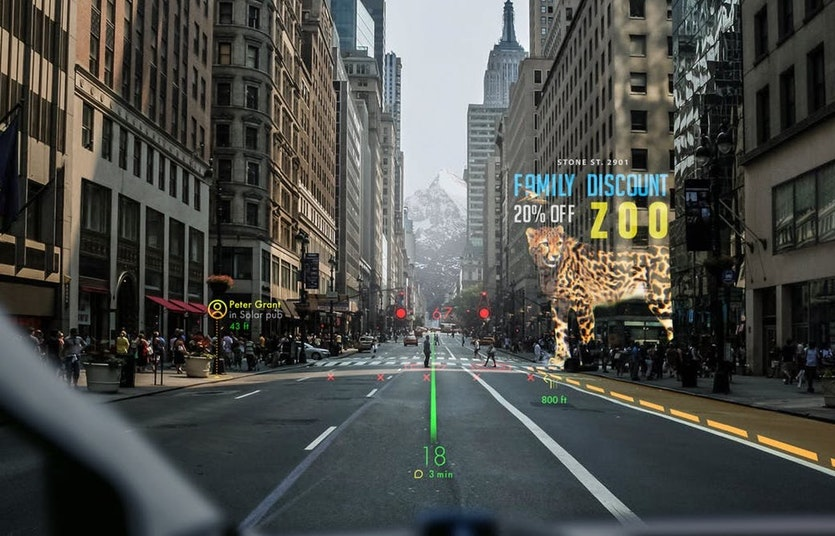 STONE ST. 2901
FAMILY DISCOUNT
20% OFF ZOO
Peter Grant
in Solar pub
43 ft
67
800 ft
18
3 min